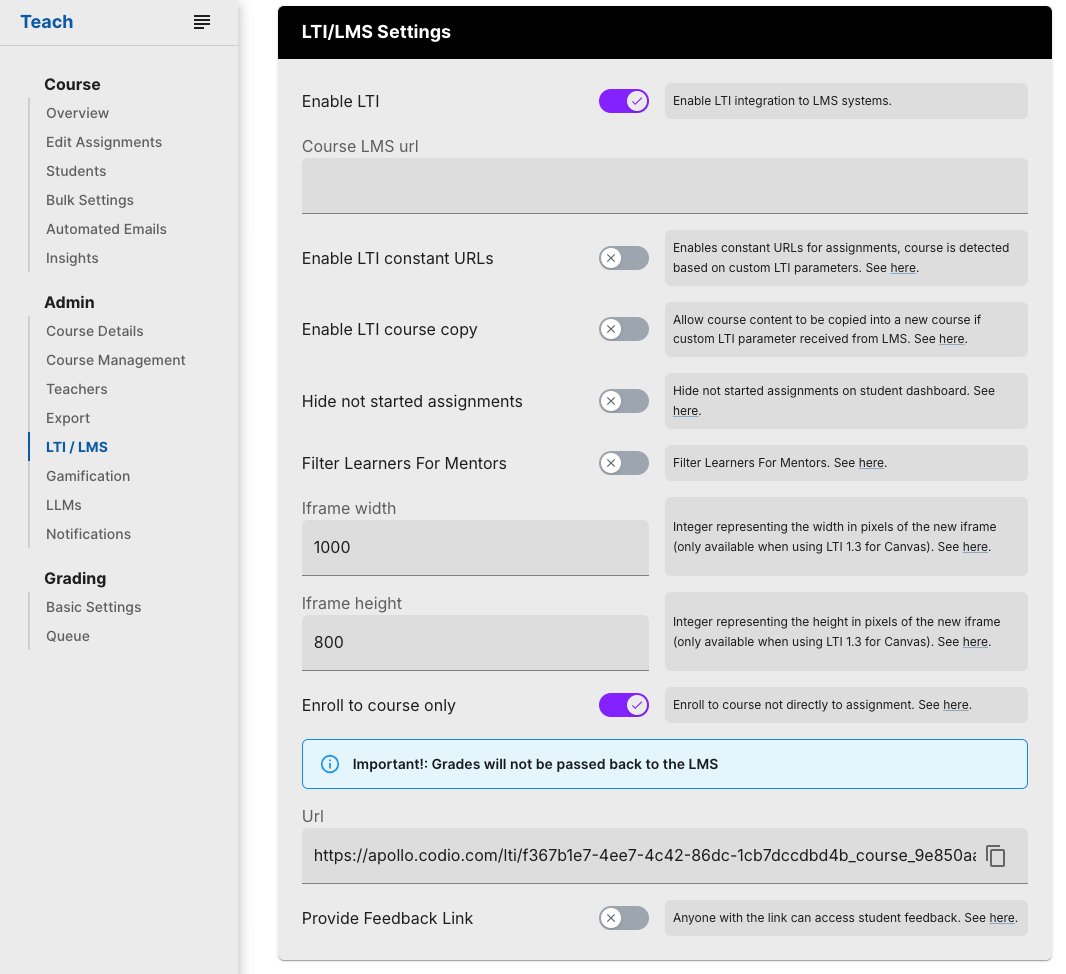 Teach
Course
Overview
Edit Assignments
Students
Bulk Settings
Automated Emails
Insights
Admin
Course Details
Course Management
Teachers
Export
LTI / LMS
Gamification
LLMs
Notifications
Grading
Basic Settings
Queue
LTI/LMS Settings
Enable LTI
Enable LTI integration to LMS systems.
Course LMS url
Enable LTI constant URLs
Enables constant URLs for assignments, course is detected
based on custom LTI parameters. See here.
Enable LTI course copy
Allow course content to be copied into a new course if
custom LTI parameter received from LMS. See here.
Hide not started assignments
Hide not started assignments on student dashboard. See
here.
Filter Learners For Mentors
Filter Learners For Mentors. See here.
Iframe width
1000
Integer representing the width in pixels of the new iframe
(only available when using LTI 1.3 for Canvas). See here.
Iframe height
800
Integer representing the height in pixels of the new iframe
(only available when using LTI 1.3 for Canvas). See here.
Enroll to course only
Enroll to course not directly to assignment. See here.
Important!: Grades will not be passed back to the LMS
Url
https://apollo.codio.com/lti/f367b1e7-4ee7-4c42-86dc-1cb7dccdbd4b_course_9e850aa
Provide Feedback Link
Anyone with the link can access student feedback. See here.